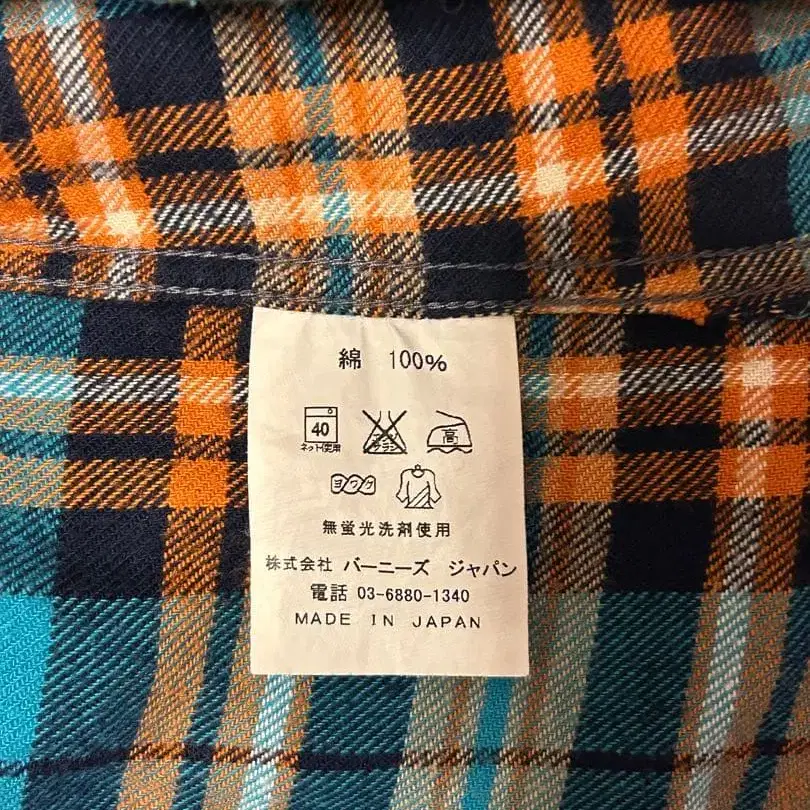 綿 100%
40
ネット使用
エンソ
サラシ
高
ヨワク
無蛍光洗剤使用
株式会社 バーニーズ ジャパン
電話 03-6880-1340
MADE IN JAPAN